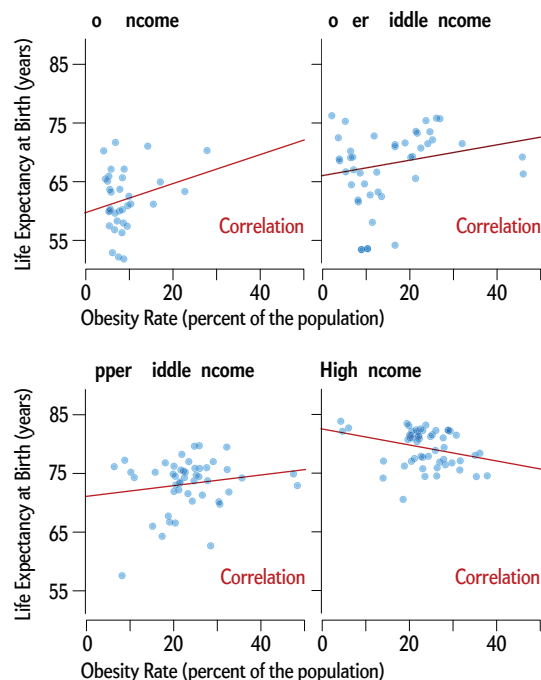 o ncome
o er iddle ncome
Life Expectancy at Birth (years)
85
75
65
55
Correlation
Correlation
0 20 40
0 20 40
Obesity Rate (percent of the population)
pper iddle ncome
High ncome
Life Expectancy at Birth (years)
85
75
65
55
Correlation
Correlation
0 20 40
0 20 40
Obesity Rate (percent of the population)